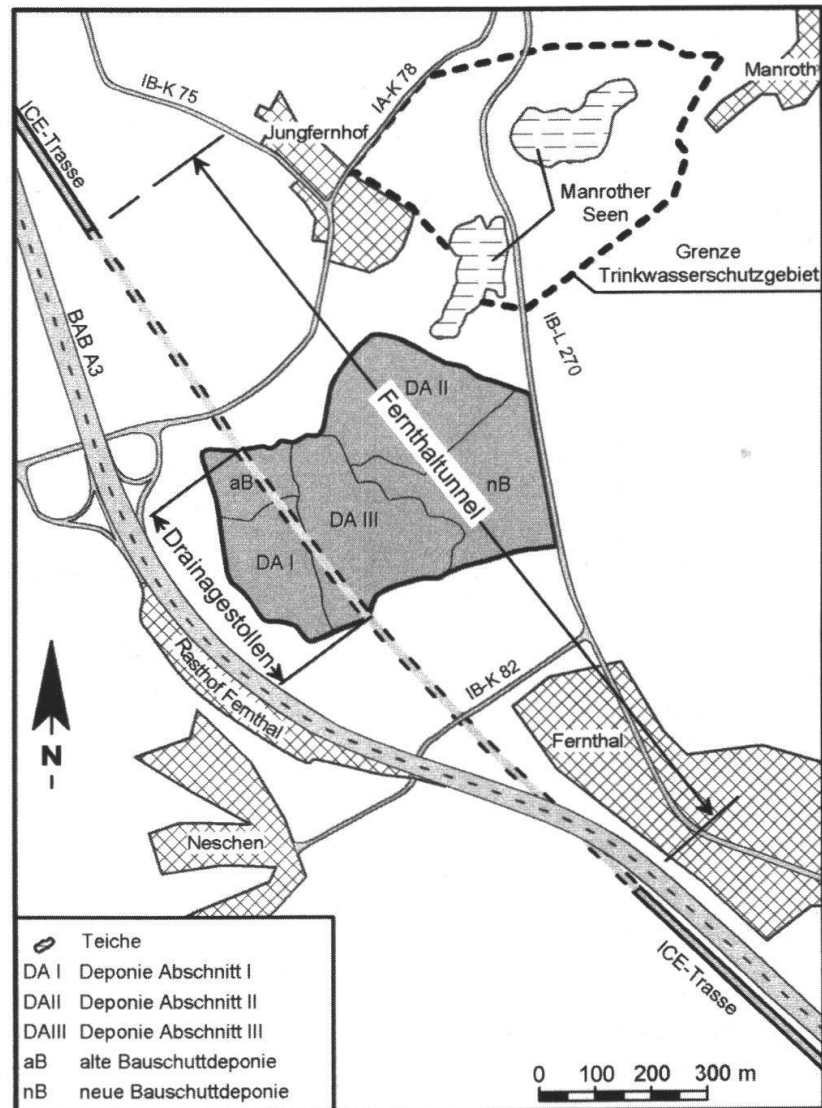 IB-K 75
IA-K 78
Manroth
Jungfernhof
ICE-Trasse
Manrother
Seen
Grenze
Trinkwasserschutzgebiet
BAB A3
IB-L 270
DA II
Fernthaltunnel
aB
nB
DA III
DA I
Drainagestollen
Rasthof Fernthal
IB-K 82
N
Fernthal
Neschen
ICE-Trasse
Teiche
DA I Deponie Abschnitt I
DAII Deponie Abschnitt II
DAIII Deponie Abschnitt III
aB alte Bauschuttdeponie
nB neue Bauschuttdeponie
0 100 200 300 m